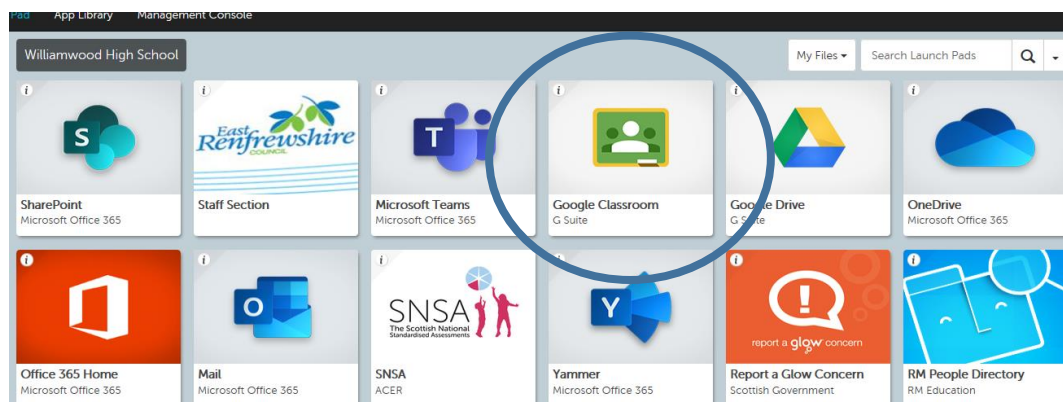 Pad App Library Management Console
Williamwood High School My Files Search Launch Pads
S
East
Renfrewshire
COUNCIL
T
SharePoint Staff Section Microsoft Teams Google Classroom Google Drive OneDrive
Microsoft Office 365 Microsoft Office 365 G Suite G Suite Microsoft Office 365
O
SNSA
The Scottish National
Standardised Assessments
Y
!
report a glow concern
Office 365 Home Mail SNSA Yammer Report a Glow Concern RM People Directory
Microsoft Office 365 Microsoft Office 365 ACER Microsoft Office 365 Scottish Government RM Education